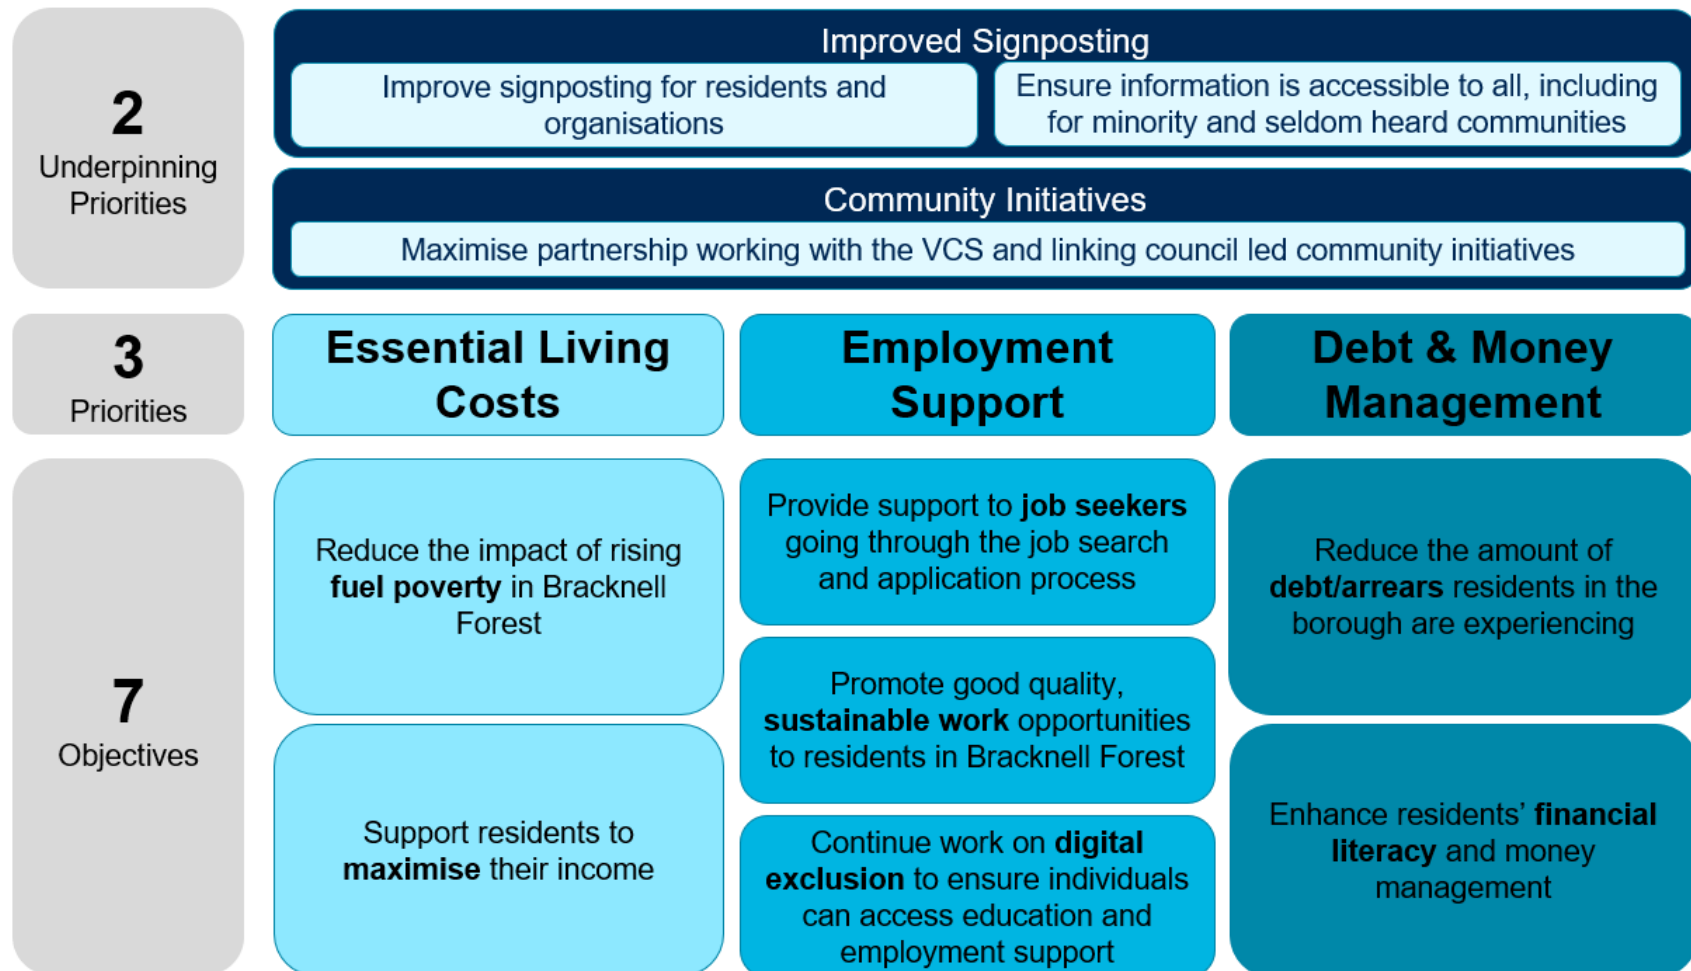 2
Underpinning
Priorities
Improved Signposting
Improve signposting for residents and
organisations
Ensure information is accessible to all, including
for minority and seldom heard communities
Community Initiatives
Maximise partnership working with the VCS and linking council led community initiatives
3
Priorities
Essential Living
Costs
Employment
Support
Debt & Money
Management
7
Objectives
Reduce the impact of rising
fuel poverty in Bracknell
Forest
Support residents to
maximise their income
Provide support to job seekers
going through the job search
and application process
Promote good quality,
sustainable work opportunities
to residents in Bracknell Forest
Continue work on digital
exclusion to ensure individuals
can access education and
employment support
Reduce the amount of
debt/arrears residents in the
borough are experiencing
Enhance residents’ financial
literacy and money
management